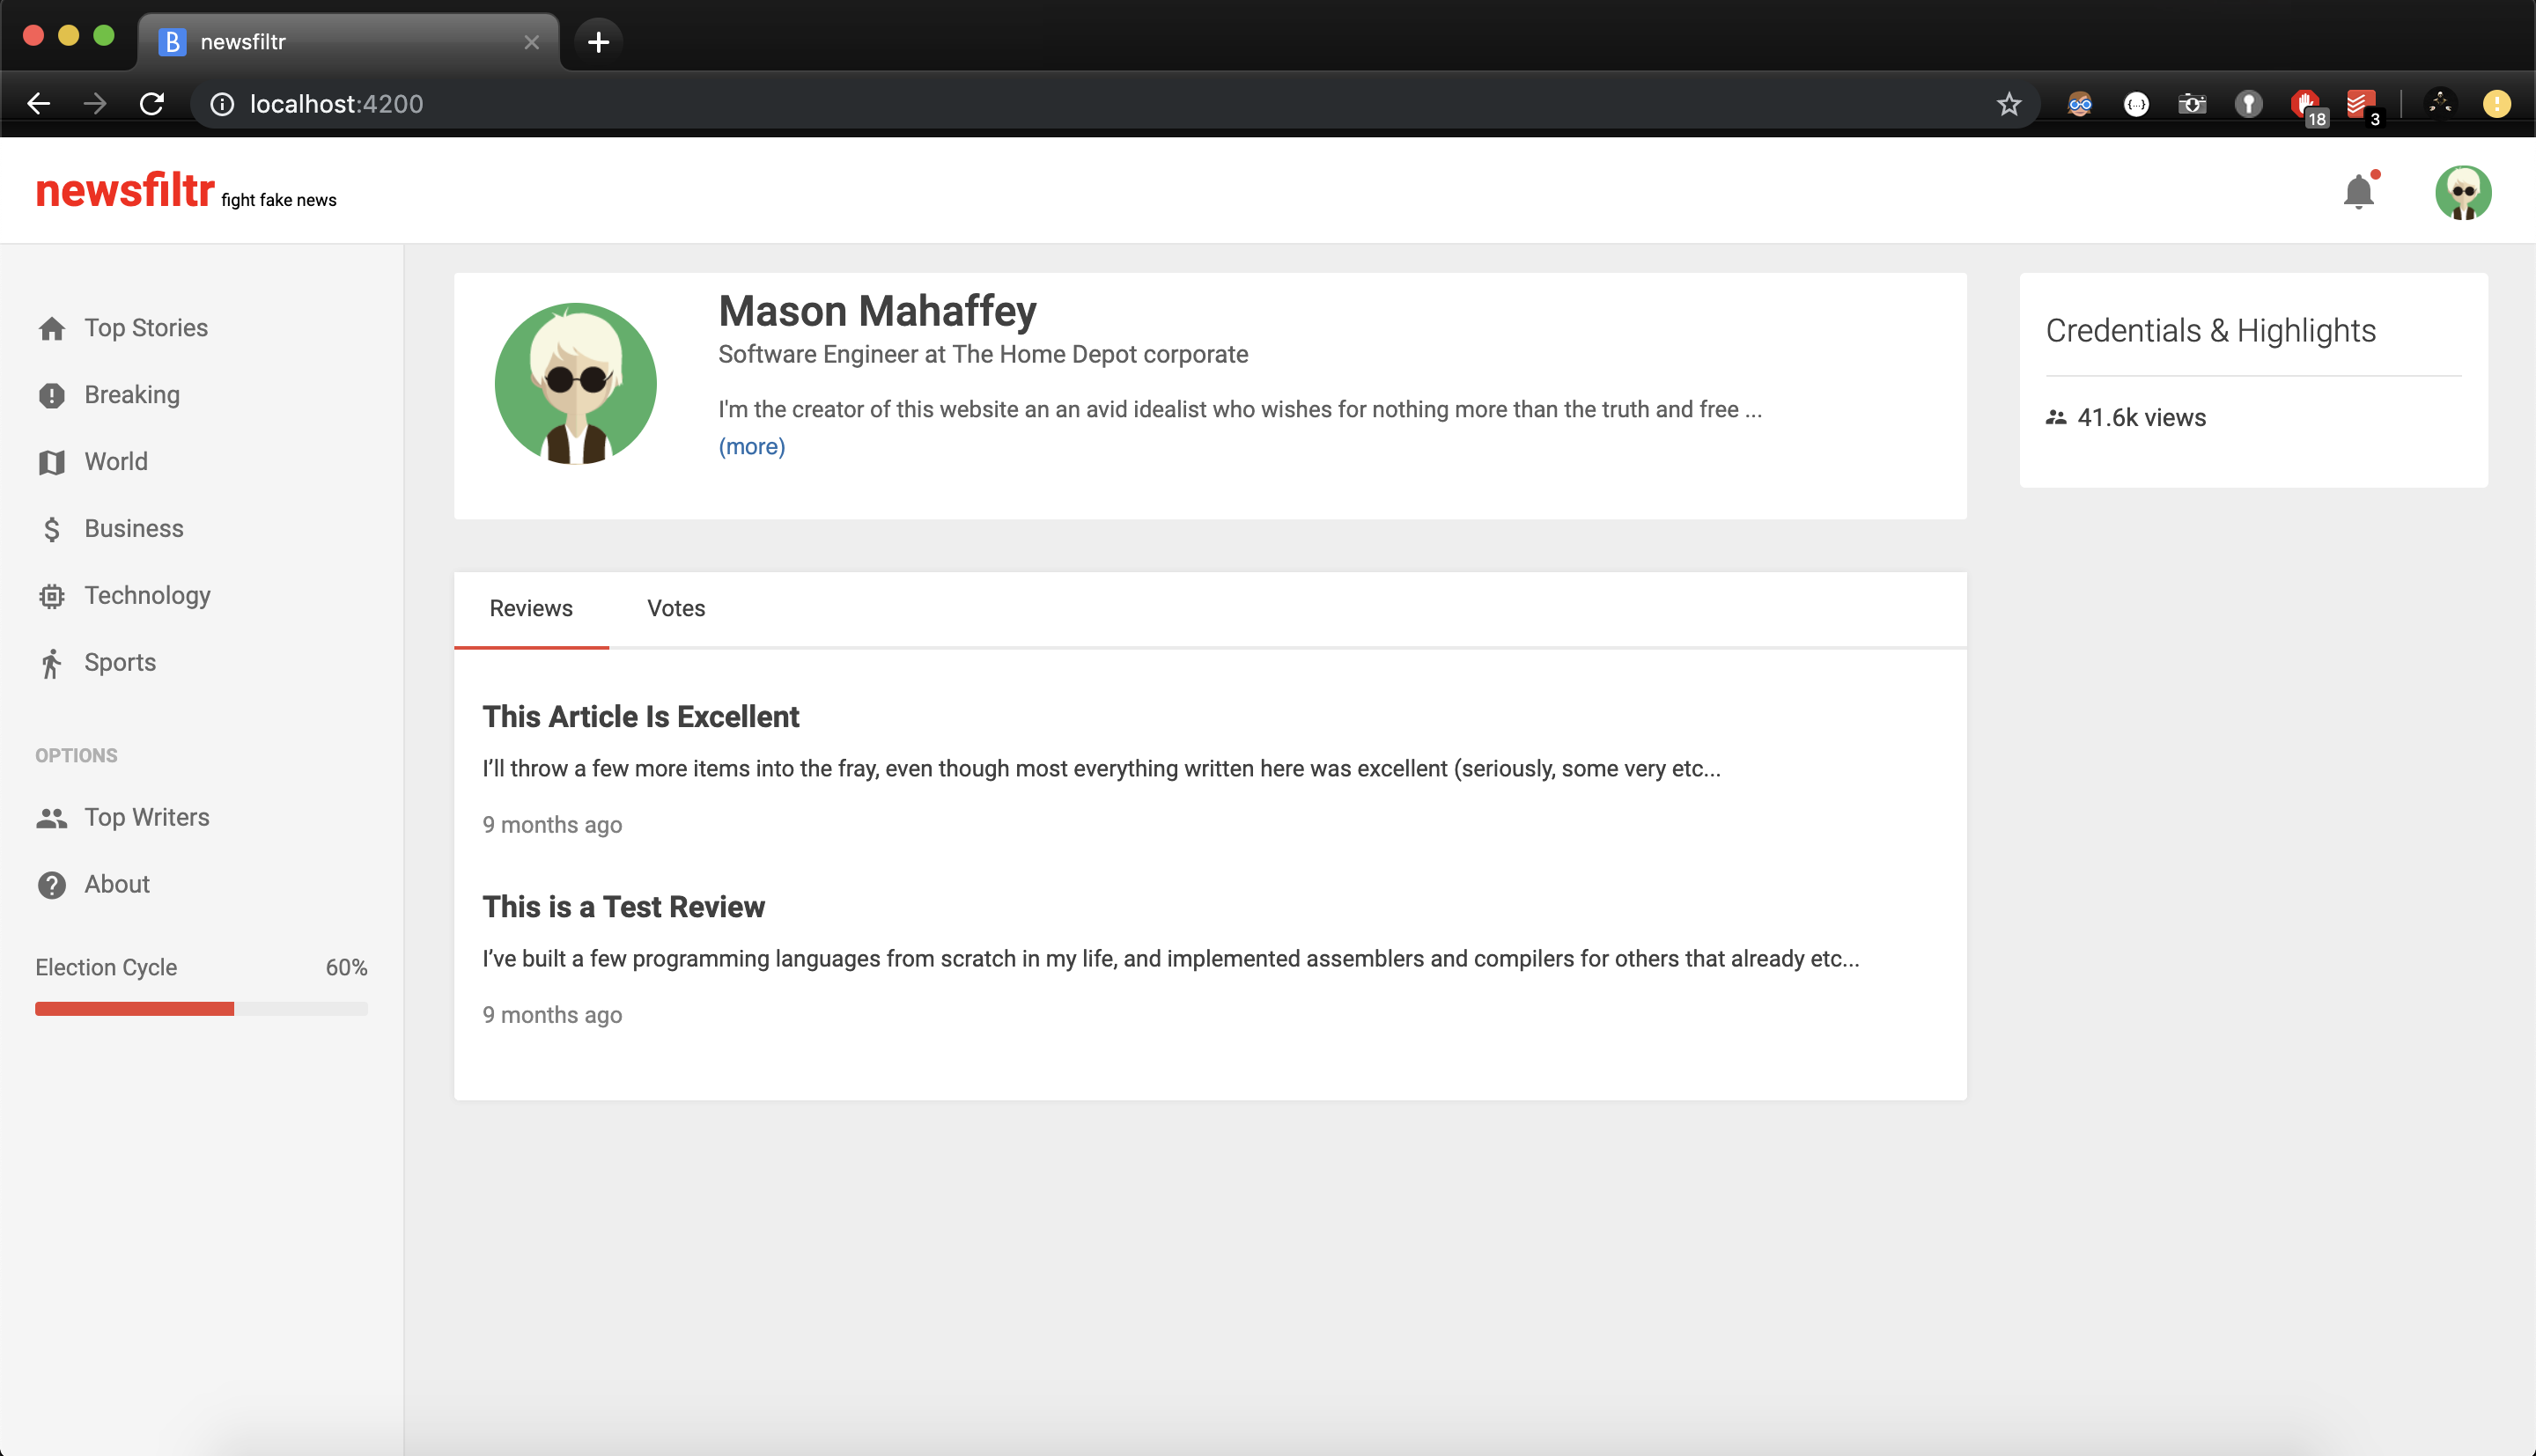 newsfiltr
localhost:4200
18
3
newsfiltr fight fake news
Top Stories
Breaking
World
Business
Technology
Sports
OPTIONS
Top Writers
About
Election Cycle 60%
Mason Mahaffey
Software Engineer at The Home Depot corporate
I'm the creator of this website an an avid idealist who wishes for nothing more than the truth and free ...
(more)
Reviews Votes
This Article Is Excellent
I’ll throw a few more items into the fray, even though most everything written here was excellent (seriously, some very etc...
9 months ago
This is a Test Review
I’ve built a few programming languages from scratch in my life, and implemented assemblers and compilers for others that already etc...
9 months ago
Credentials & Highlights
41.6k views